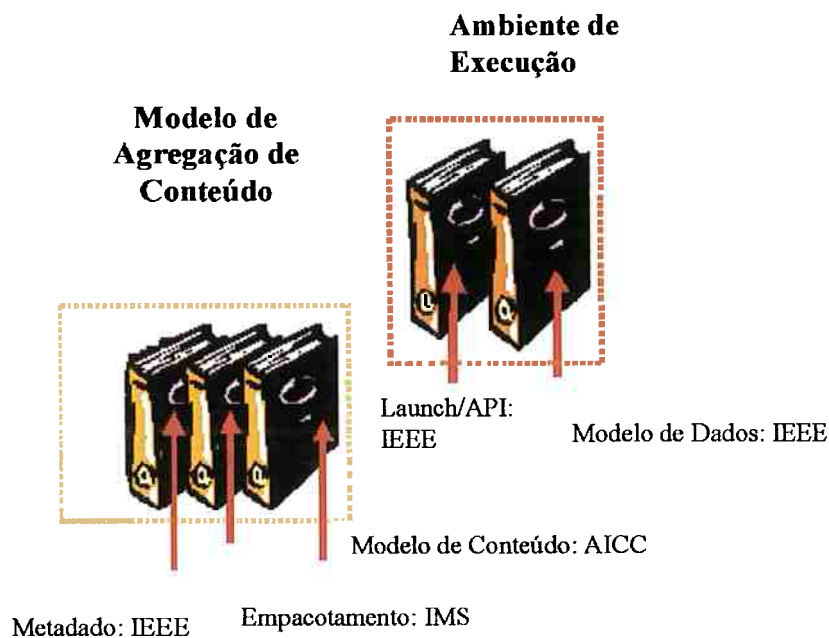 Ambiente de
Execução
Modelo de
Agregação de
Conteúdo
Launch/API:
IEEE
Modelo de Dados: IEEE
Modelo de Conteúdo: AICC
Metadado: IEEE
Empacotamento: IMS